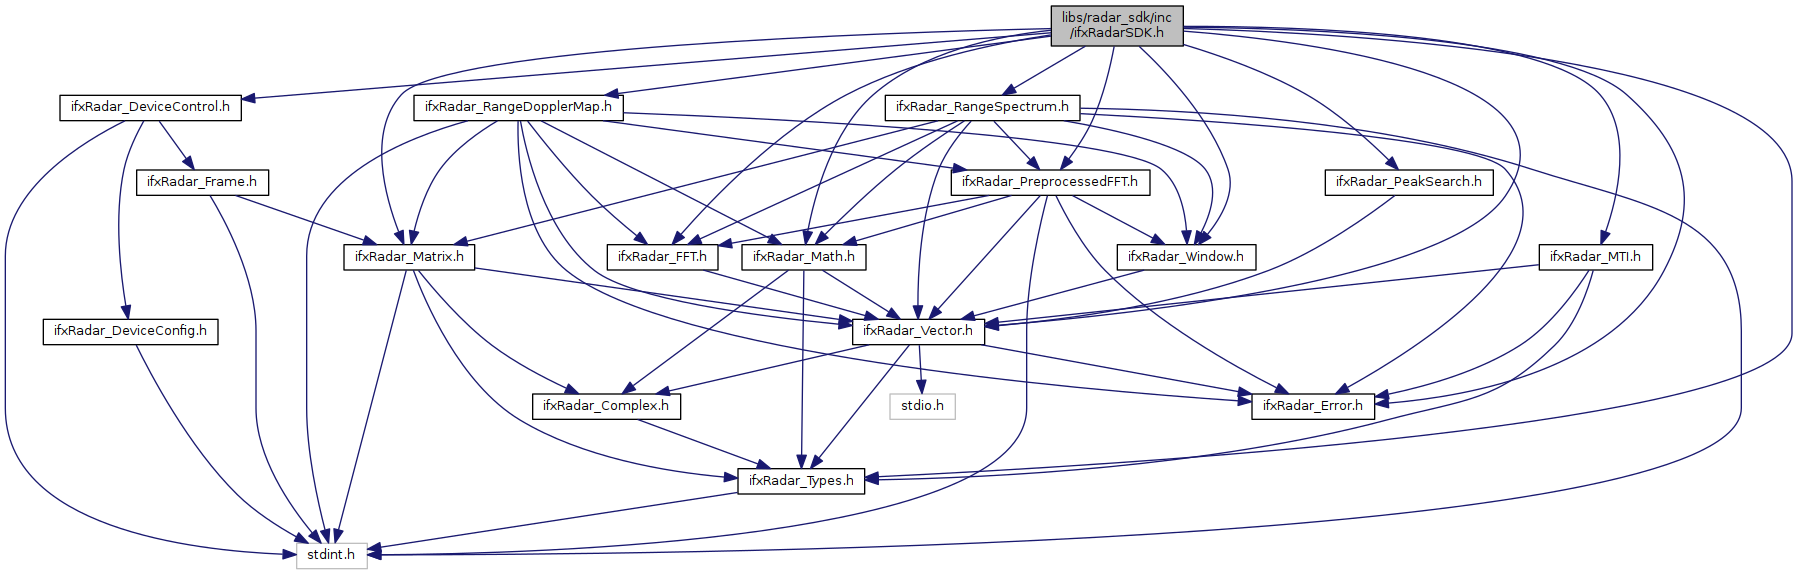 libs/radar_sdk/inc
/ifxRadarSDK.h
ifxRadar_DeviceControl.h
ifxRadar_RangeDopplerMap.h
ifxRadar_RangeSpectrum.h
ifxRadar_Frame.h
ifxRadar_PreprocessedFFT.h
ifxRadar_PeakSearch.h
ifxRadar_Matrix.h
ifxRadar_FFT.h
ifxRadar_Math.h
ifxRadar_Window.h
ifxRadar_MTI.h
ifxRadar_DeviceConfig.h
ifxRadar_Vector.h
ifxRadar_Complex.h
stdio.h
ifxRadar_Error.h
ifxRadar_Types.h
stdint.h